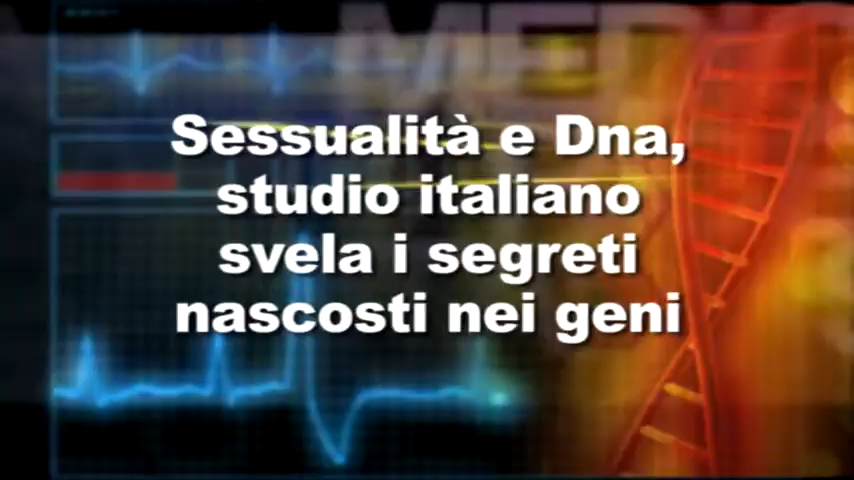 Sessualità e Dna,
studio italiano
svela i segreti
nascosti nei geni